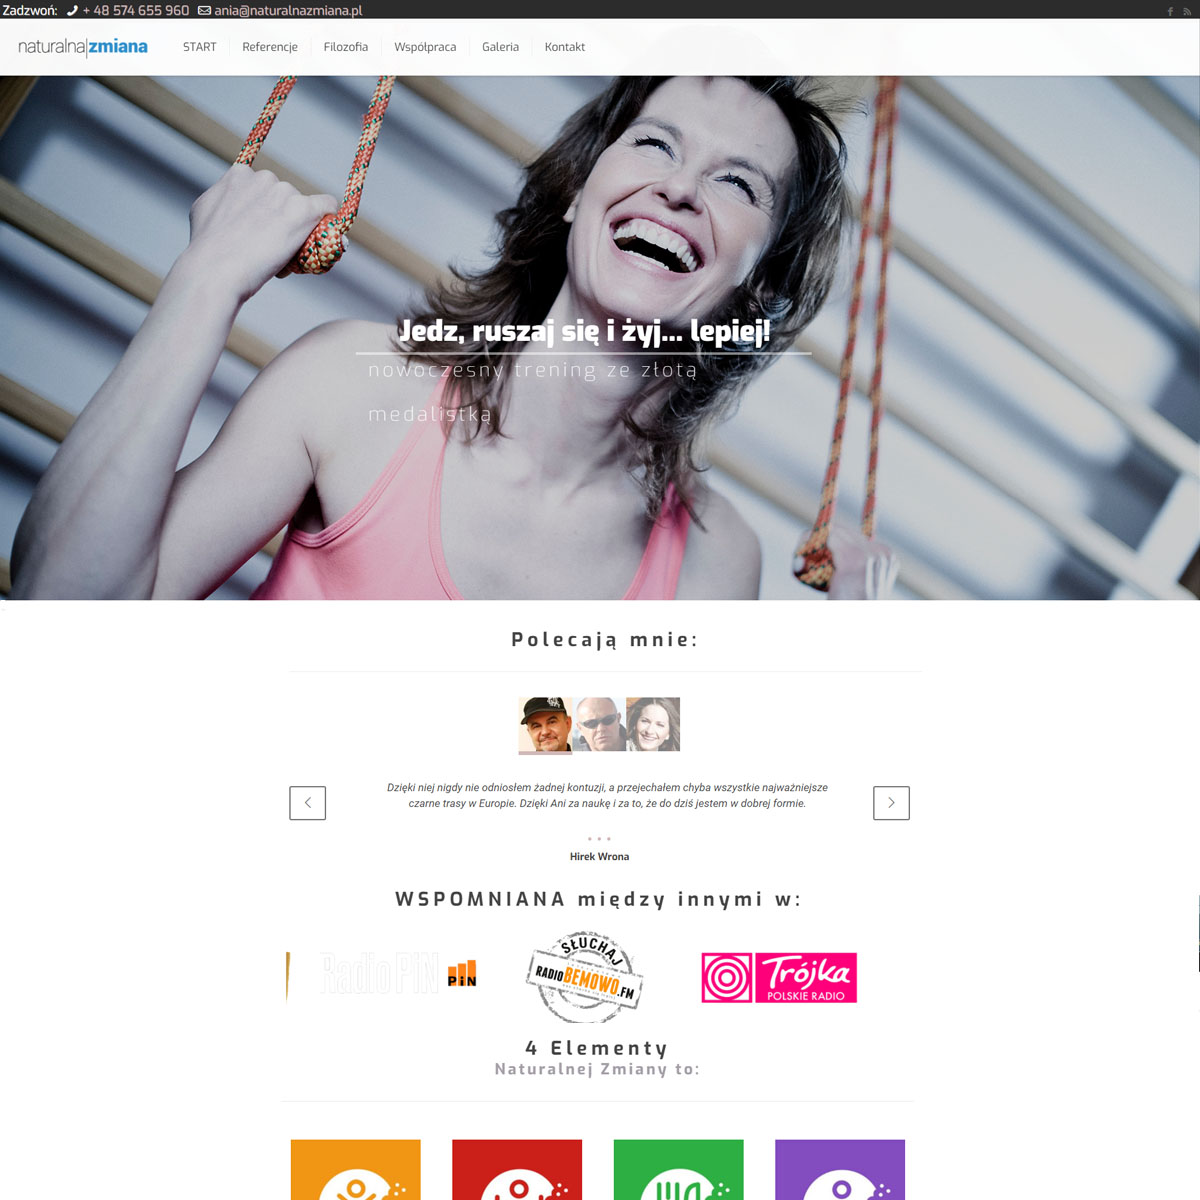 Zadzwoń: + 48 574 655 960 ania@naturalnazmiana.pl
naturalna|zmiana START Referencje Filozofia Współpraca Galeria Kontakt
Jedz, ruszaj się i żyj... lepiej!
nowoczesny trening ze złotą
medalistką
Polecają mnie:
Dzięki niej nigdy nie odniosłem żadnej kontuzji, a przejechałem chyba wszystkie najważniejsze
czarne trasy w Europie. Dzięki Ani za naukę i za to, że do dziś jestem w dobrej formie.
Hirek Wrona
WSPOMNIANA między innymi w:
Radio PiN PiN
SŁUCHAJ
RADIO BEMOWO.FM
Trójka
POLSKIE RADIO
4 Elementy
Naturalnej Zmiany to: